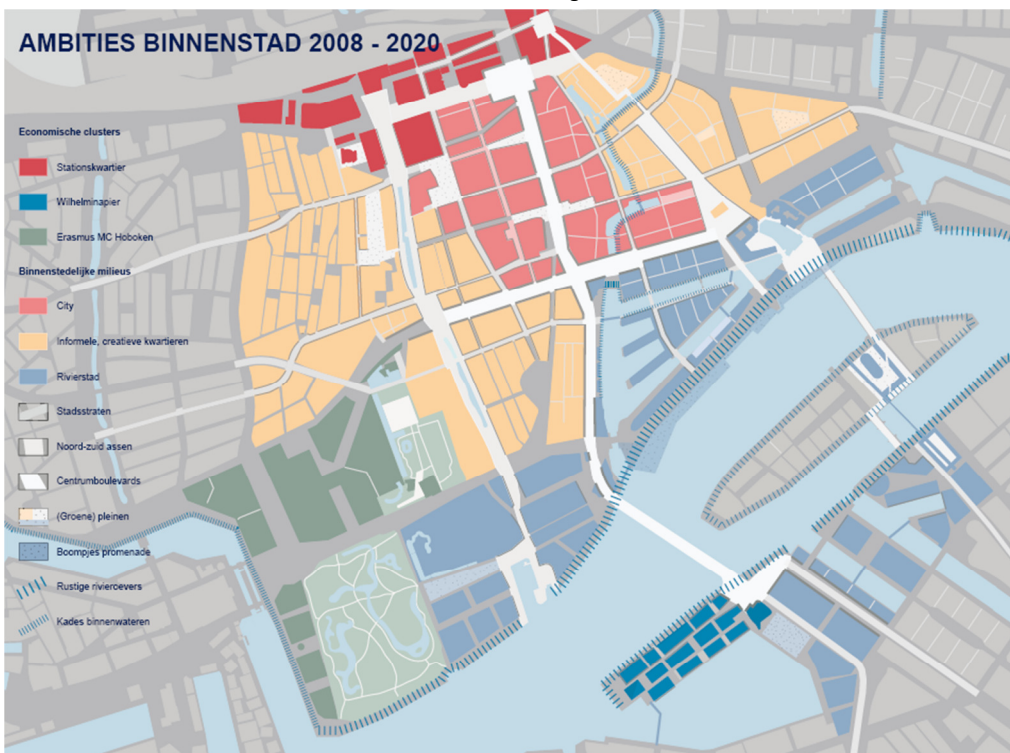 AMBITIES BINNENSTAD 2008 - 2020
Economische clusters
Stationskwartier
Wilhelminapier
Erasmus MC Hoboken
Binnenstedelijke milieus
City
Informele, creatieve kwartieren
Rivierstad
Stadsstraten
Noord-zuid assen
Centrumboulevards
(Groene) pleinen
Boompjes promenade
Rustige rivieroevers
Kades binnenwateren